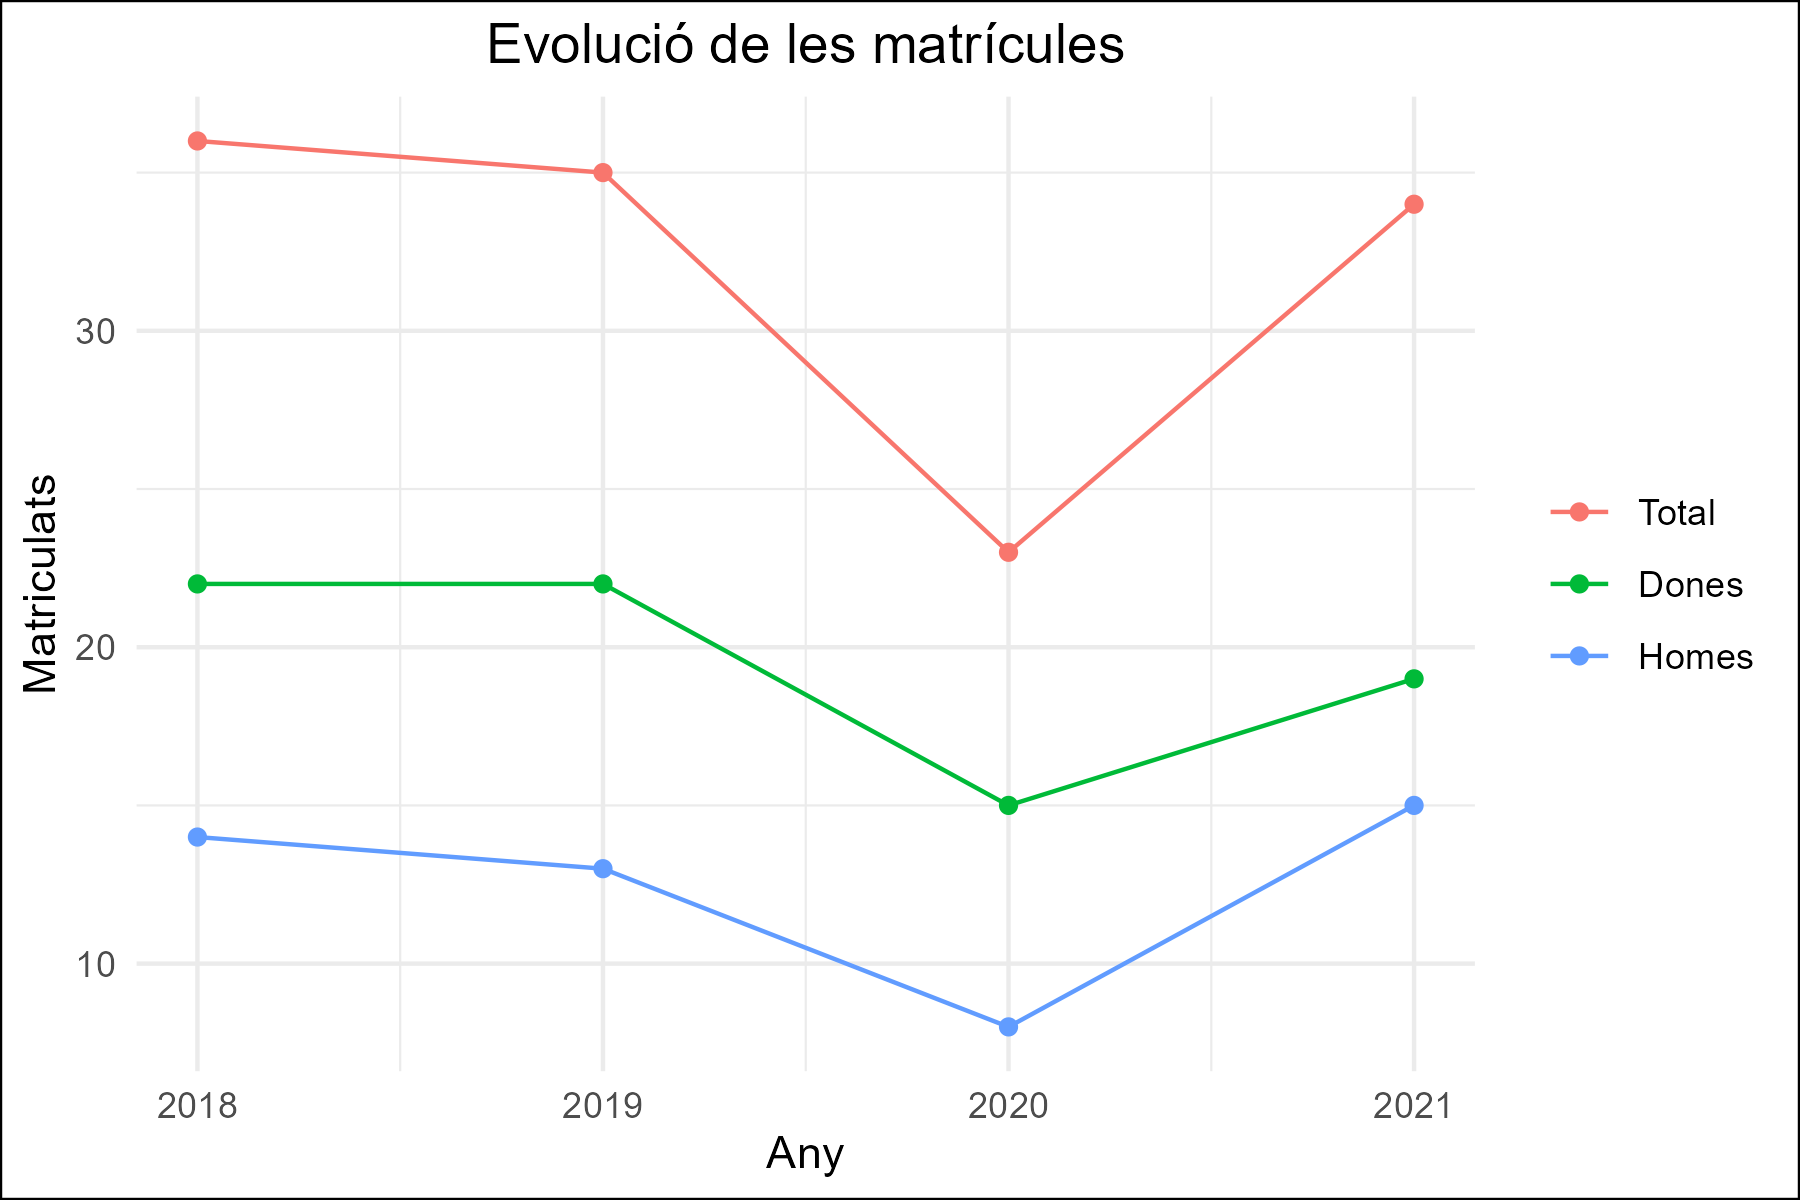 Evolució de les matrícules
Matriculats
30
20
10
2018
2019
2020
2021
Any
Total
Dones
Homes